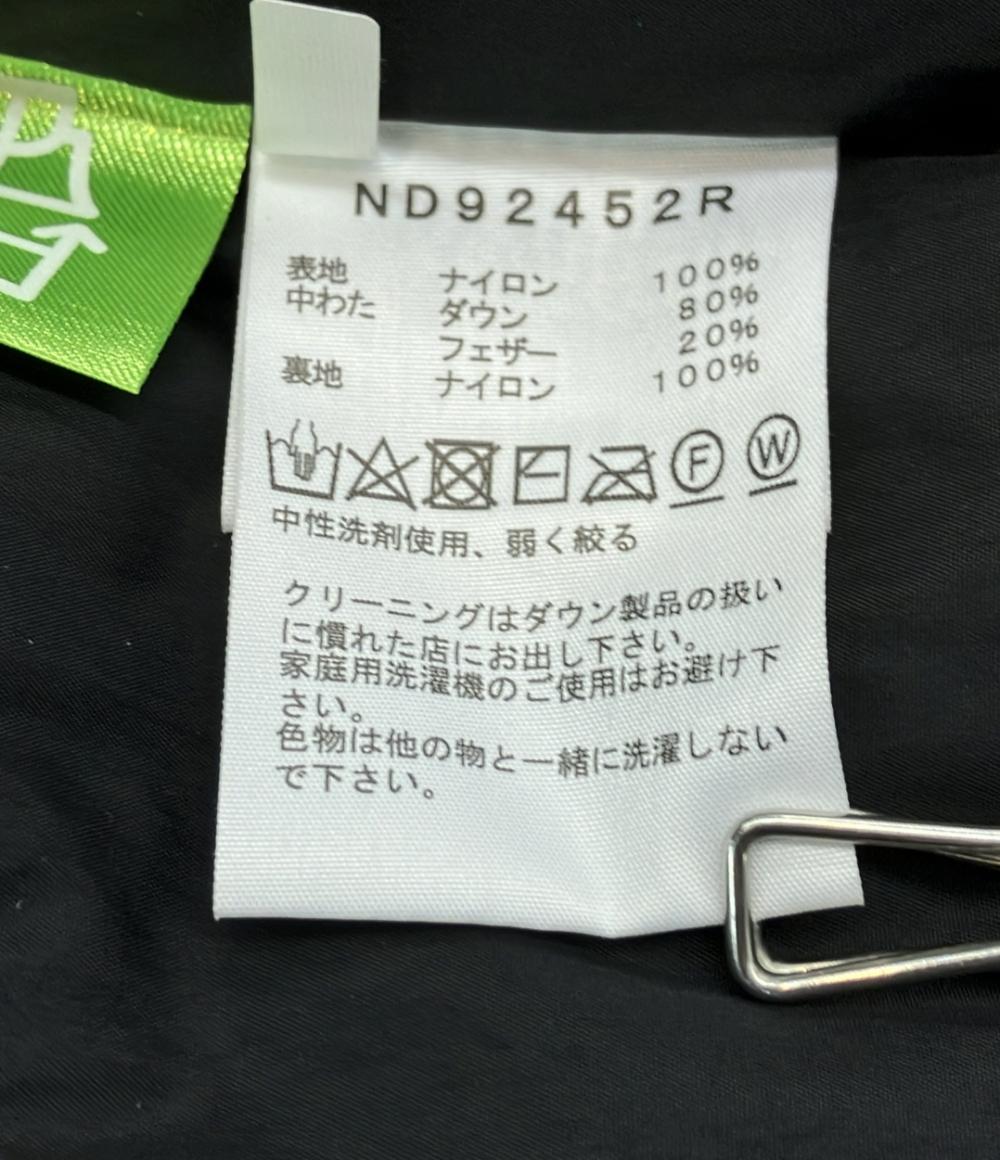 ND92452R
表地 ナイロン 100%
中わた ダウン 80%
フェザー 20%
裏地 ナイロン 100%
F W
中性洗剤使用、弱く絞る
クリーニングはダウン製品の扱い
に慣れた店にお出し下さい。
家庭用洗濯機のご使用はお避け下
さい。
色物は他の物と一緒に洗濯しない
で下さい。